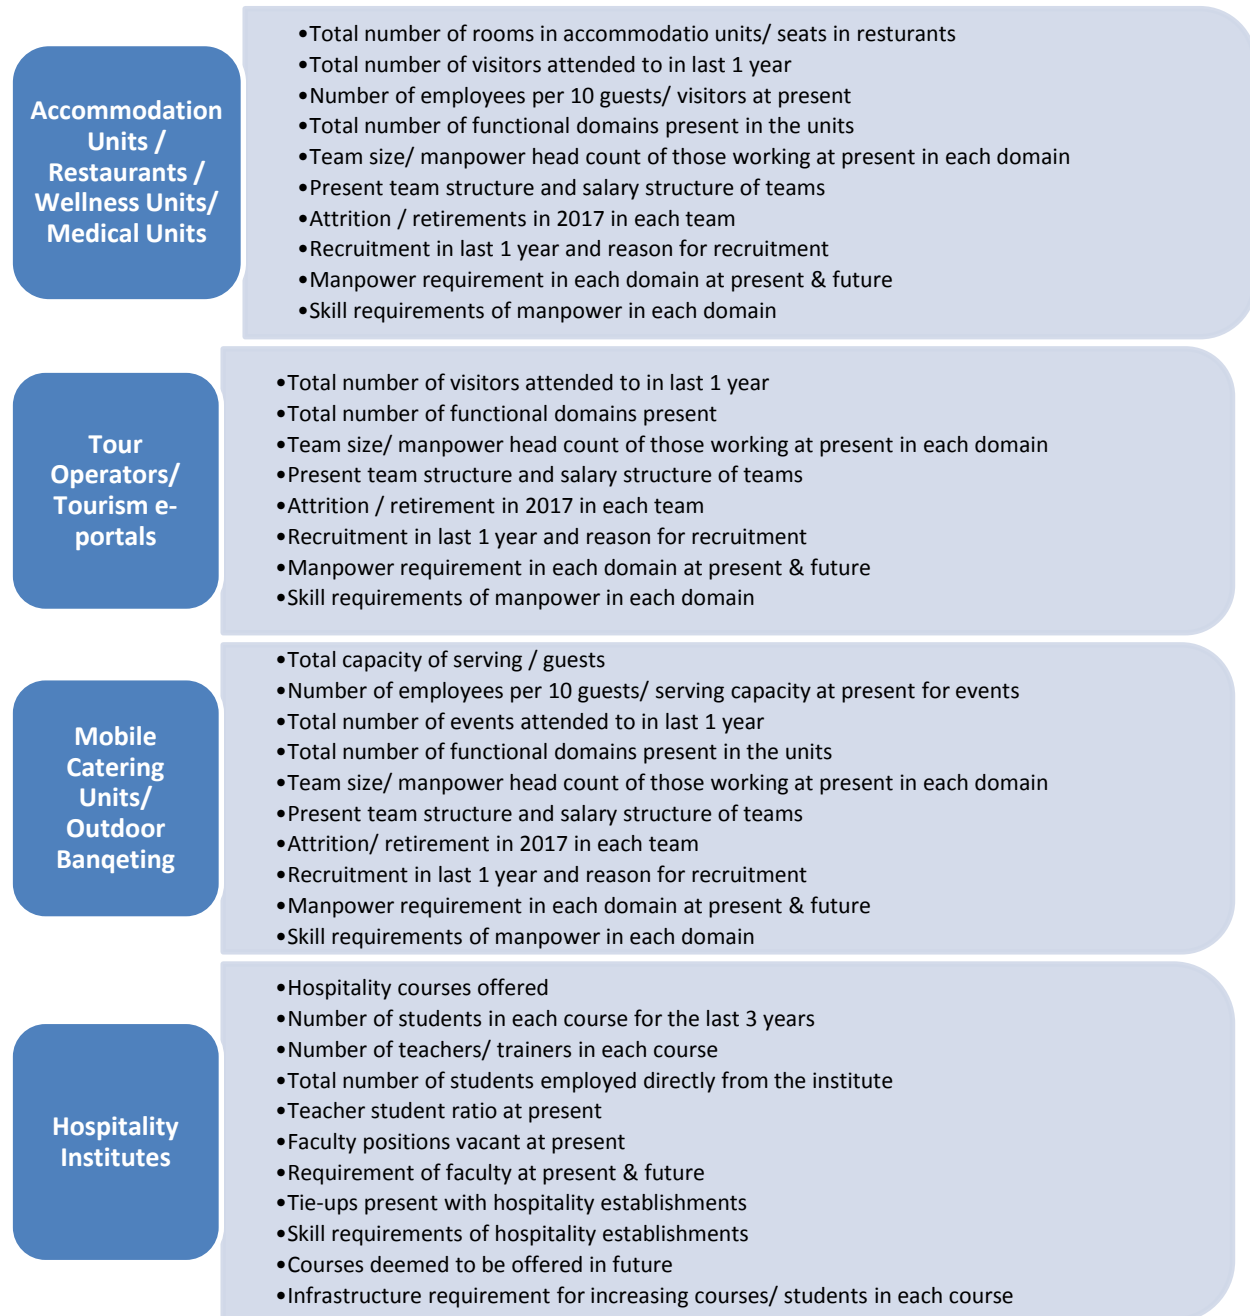 Accommodation
Units /
Restaurants /
Wellness Units/
Medical Units
•Total number of rooms in accommodatio units/ seats in resturants
•Total number of visitors attended to in last 1 year
•Number of employees per 10 guests/ visitors at present
•Total number of functional domains present in the units
•Team size/ manpower head count of those working at present in each domain
•Present team structure and salary structure of teams
•Attrition / retirements in 2017 in each team
•Recruitment in last 1 year and reason for recruitment
•Manpower requirement in each domain at present & future
•Skill requirements of manpower in each domain
Tour
Operators/
Tourism e-
portals
•Total number of visitors attended to in last 1 year
•Total number of functional domains present
•Team size/ manpower head count of those working at present in each domain
•Present team structure and salary structure of teams
•Attrition / retirement in 2017 in each team
•Recruitment in last 1 year and reason for recruitment
•Manpower requirement in each domain at present & future
•Skill requirements of manpower in each domain
Mobile
Catering
Units/
Outdoor
Banqeting
•Total capacity of serving / guests
•Number of employees per 10 guests/ serving capacity at present for events
•Total number of events attended to in last 1 year
•Total number of functional domains present in the units
•Team size/ manpower head count of those working at present in each domain
•Present team structure and salary structure of teams
•Attrition/ retirement in 2017 in each team
•Recruitment in last 1 year and reason for recruitment
•Manpower requirement in each domain at present & future
•Skill requirements of manpower in each domain
Hospitality
Institutes
•Hospitality courses offered
•Number of students in each course for the last 3 years
•Number of teachers/ trainers in each course
•Total number of students employed directly from the institute
•Teacher student ratio at present
•Faculty positions vacant at present
•Requirement of faculty at present & future
•Tie-ups present with hospitality establishments
•Skill requirements of hospitality establishments
•Courses deemed to be offered in future
•Infrastructure requirement for increasing courses/ students in each course